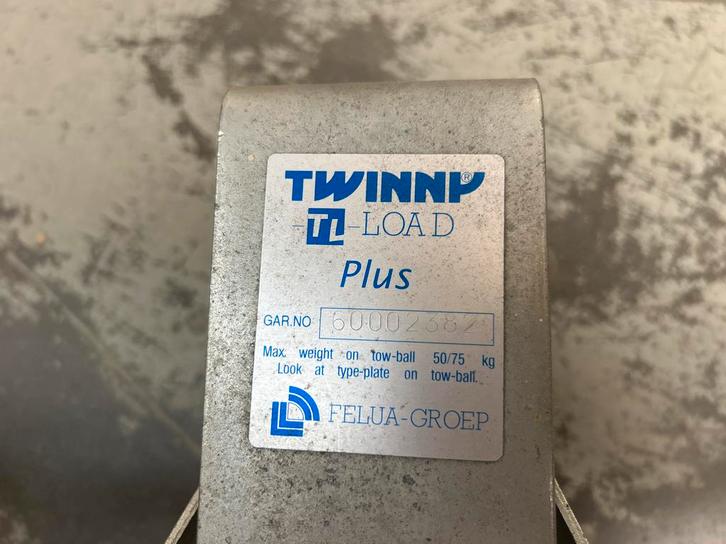 TWINNY®
-TL-LOAD
Plus
GAR.NO 60002382
Max. weight on tow-ball 50/75 kg
Look at type-plate on tow-ball.
FELUA-GROEP